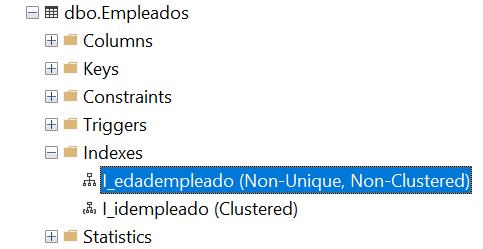 dbo.Empleados
Columns
Keys
Constraints
Triggers
Indexes
I_edadempleado (Non-Unique, Non-Clustered)
I_idempleado (Clustered)
Statistics